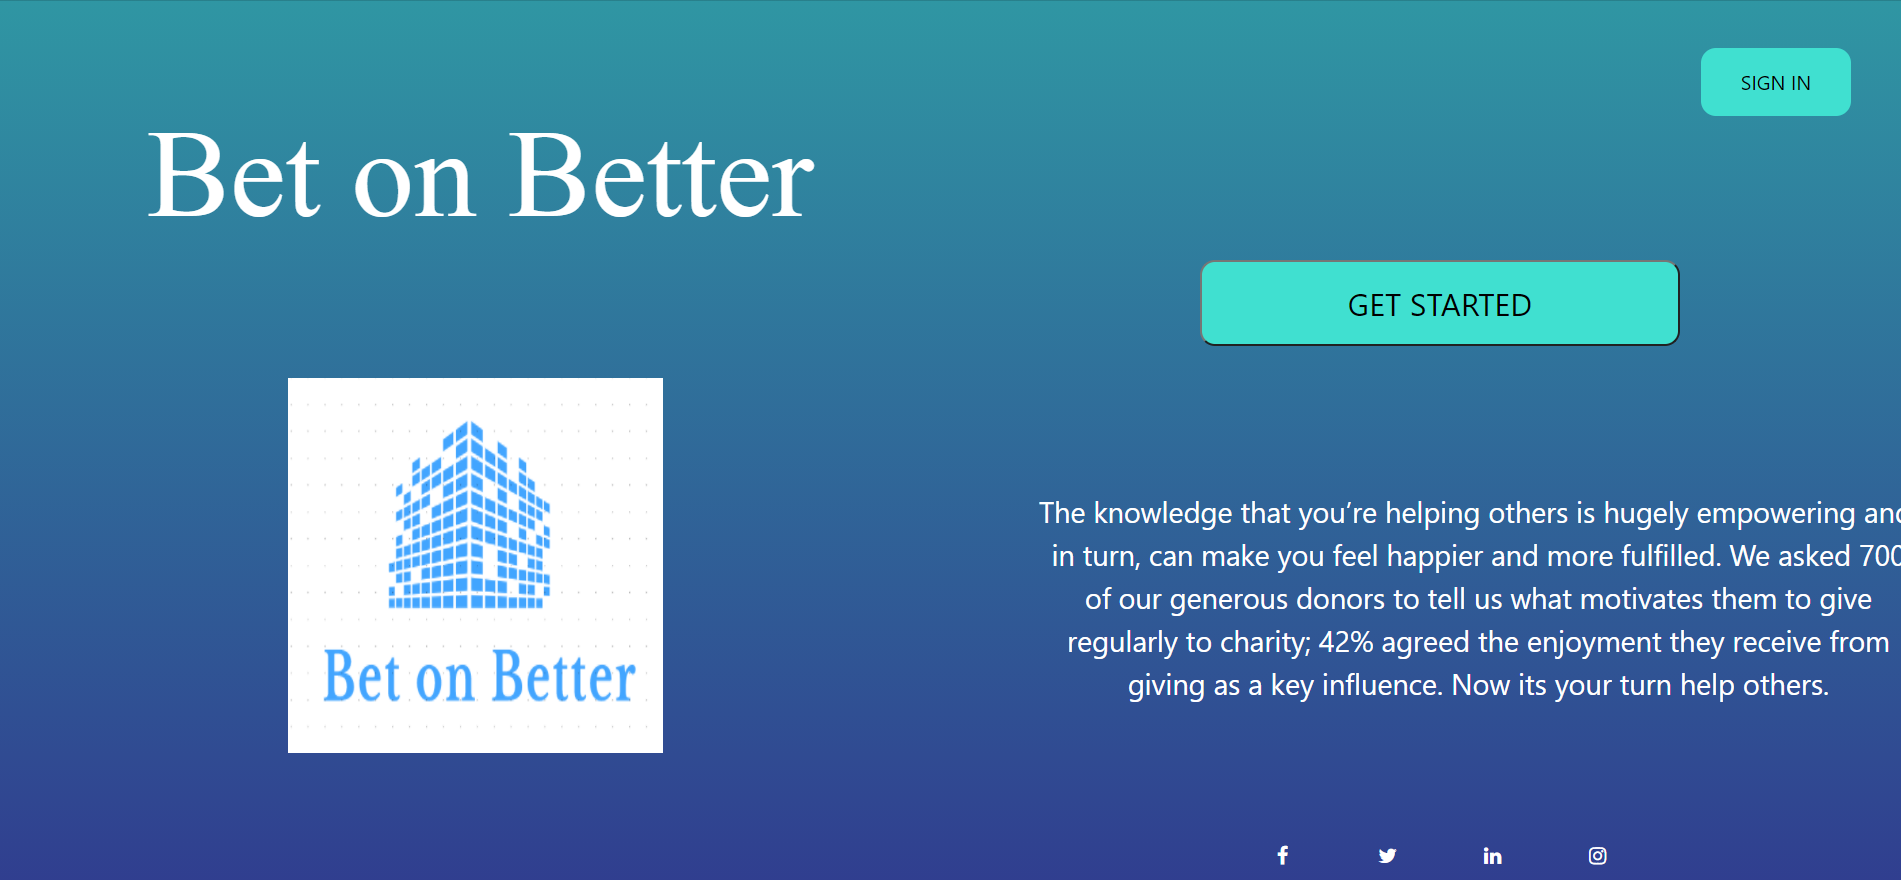 SIGN IN
Bet on Better
GET STARTED
Bet on Better
The knowledge that you’re helping others is hugely empowering and
in turn, can make you feel happier and more fulfilled. We asked 700
of our generous donors to tell us what motivates them to give
regularly to charity; 42% agreed the enjoyment they receive from
giving as a key influence. Now its your turn help others.